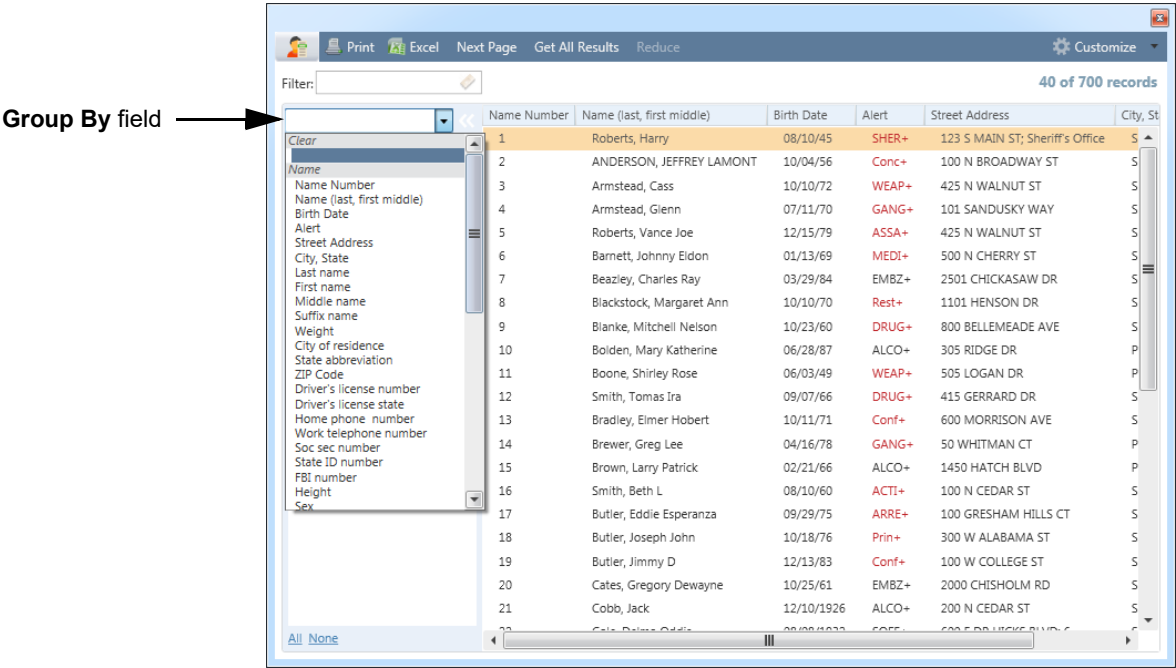 Print Excel Next Page Get All Results Reduce Customize
Filter: 40 of 700 records
Group By field
Name Number Name (last, first middle) Birth Date Alert Street Address City, St
Clear
Name
Name Number
Name (last, first middle)
Birth Date
Alert
Street Address
City, State
Last name
First name
Middle name
Suffix name
Weight
City of residence
State abbreviation
ZIP Code
Driver's license number
Driver's license state
Home phone number
Work telephone number
Soc sec number
State ID number
FBI number
Height
Sex
1 Roberts, Harry 08/10/45 SHER+ 123 S MAIN ST; Sheriff's Office S
2 ANDERSON, JEFFREY LAMONT 10/04/56 Conc+ 100 N BROADWAY ST S
3 Armstead, Cass 10/10/72 WEAP+ 425 N WALNUT ST S
4 Armstead, Glenn 07/11/70 GANG+ 101 SANDUSKY WAY S
5 Roberts, Vance Joe 12/15/79 ASSA+ 425 N WALNUT ST S
6 Barnett, Johnny Eldon 01/13/69 MEDI+ 500 N CHERRY ST S
7 Beazley, Charles Ray 03/29/84 EMBZ+ 2501 CHICKASAW DR S
8 Blackstock, Margaret Ann 10/10/70 Rest+ 1101 HENSON DR S
9 Blanke, Mitchell Nelson 10/23/60 DRUG+ 800 BELLEMEADE AVE S
10 Bolden, Mary Katherine 06/28/87 ALCO+ 305 RIDGE DR P
11 Boone, Shirley Rose 06/03/49 WEAP+ 505 LOGAN DR P
12 Smith, Tomas Ira 09/07/66 DRUG+ 415 GERRARD DR S
13 Bradley, Elmer Hobert 10/11/71 Conf+ 600 MORRISON AVE S
14 Brewer, Greg Lee 04/16/78 GANG+ 50 WHITMAN CT P
15 Brown, Larry Patrick 02/21/66 ALCO+ 1450 HATCH BLVD P
16 Smith, Beth L 08/10/60 ACTI+ 100 N CEDAR ST S
17 Butler, Eddie Esperanza 09/29/75 ARRE+ 100 GRESHAM HILLS CT S
18 Butler, Joseph John 10/18/76 Prin+ 300 W ALABAMA ST S
19 Butler, Jimmy D 12/13/83 Conf+ 100 W COLLEGE ST S
20 Cates, Gregory Dewayne 10/25/61 EMBZ+ 2000 CHISHOLM RD S
21 Cobb, Jack 12/10/1926 ALCO+ 200 N CEDAR ST S
All None